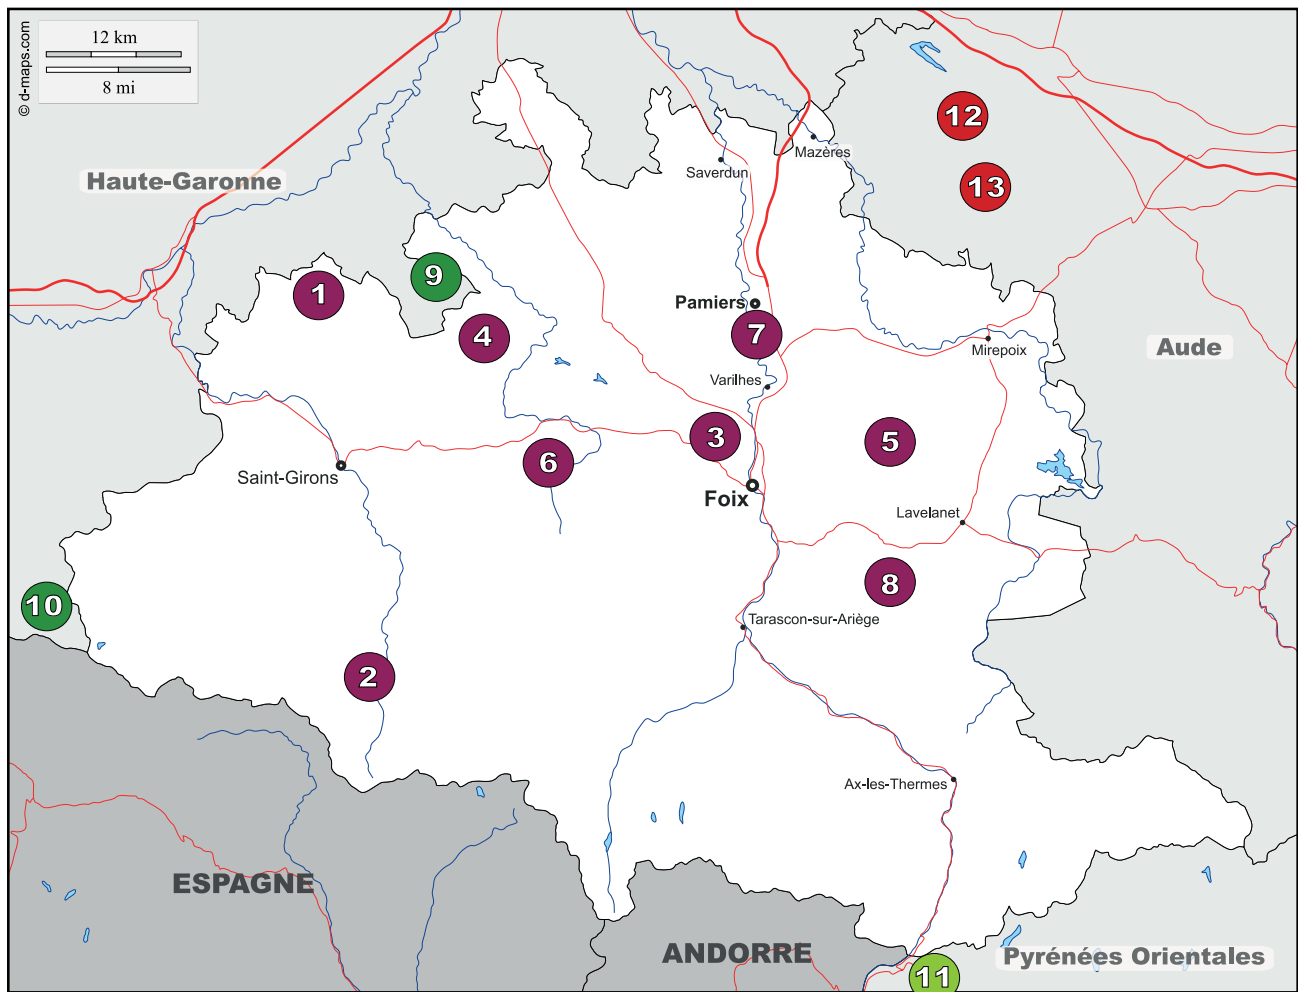 12 km
8 mi
© d-maps.com
12
Mazères
Saverdun
Haute-Garonne
13
9
1
Pamiers
4
7
Mirepoix
Aude
Varilhes
3
5
6
Saint-Girons
Foix
Lavelanet
8
10
Tarascon-sur-Ariège
2
Ax-les-Thermes
ESPAGNE
ANDORRE
Pyrénées Orientales
11